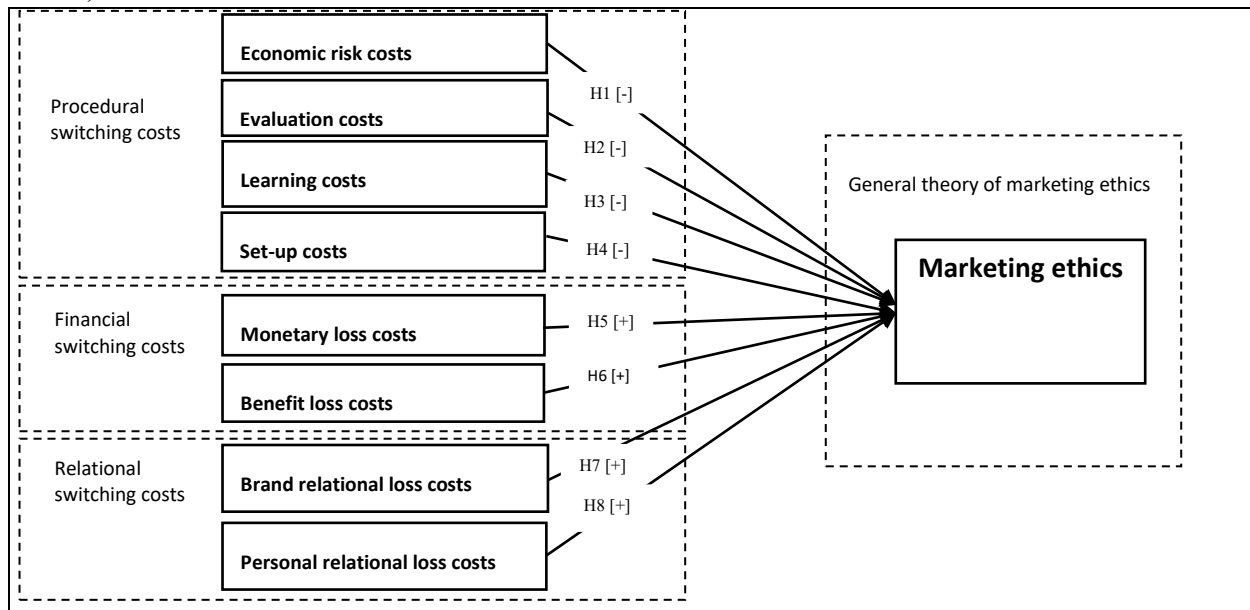 Economic risk costs
H1 [-]
Procedural
switching costs
Evaluation costs
H2 [-]
Learning costs
H3 [-]
Set-up costs
H4 [-]
General theory of marketing ethics
Marketing ethics
Financial
switching costs
Monetary loss costs
H5 [+]
Benefit loss costs
H6 [+]
Relational
switching costs
Brand relational loss costs
H7 [+]
Personal relational loss costs
H8 [+]